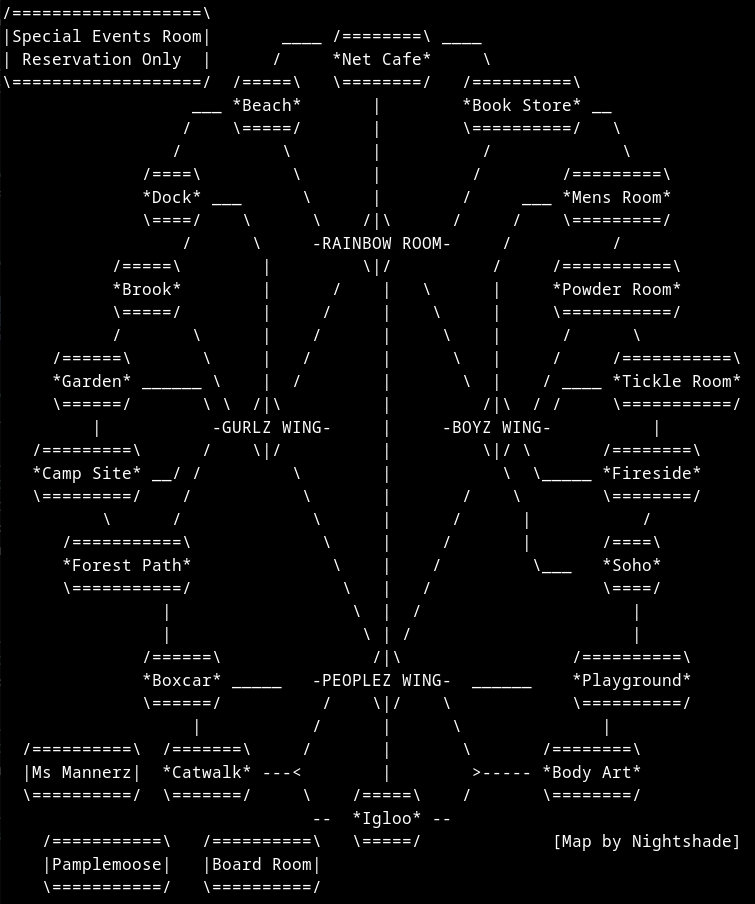 Special Events Room
Reservation Only
*Net Cafe*
*Beach* *Book Store*
*Dock* *Mens Room*
-RAINBOW ROOM-
*Brook* *Powder Room*
*Garden* *Tickle Room*
-GURLZ WING- -BOYZ WING-
*Camp Site* *Fireside*
*Forest Path* *Soho*
*Boxcar* -PEOPLEZ WING- *Playground*
|Ms Mannerz| *Catwalk* *Body Art*
*Igloo*
[Map by Nightshade]
|Pamplemoose| |Board Room|